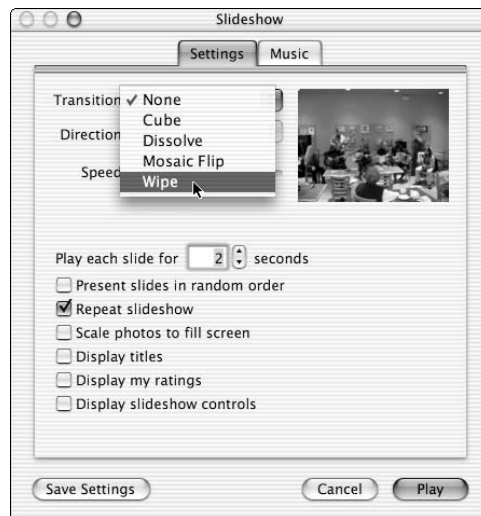 Slideshow
Settings Music
Transition ✓ None
Cube
Direction
Dissolve
Mosaic Flip
Speed
Wipe
Play each slide for 2 seconds
Present slides in random order
Repeat slideshow
Scale photos to fill screen
Display titles
Display my ratings
Display slideshow controls
Save Settings Cancel Play